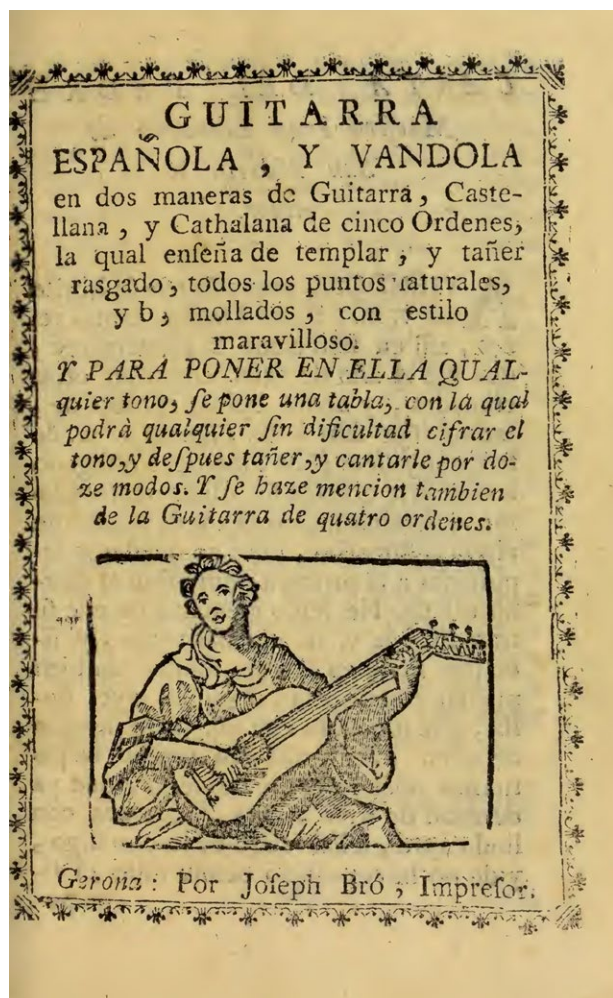 GUITARRA
ESPAÑOLA, Y VANDOLA
en dos maneras de Guitarra, Caste-
llana, y Cathalana de cinco Ordenes,
la qual enſeña de templar, y tañer
raſgado, todos los puntos naturales,
y b, mollados, con eſtilo
maravilloso.
Y PARA PONER EN ELLA QUAL-
quier tono, ſe pone una tabla, con la qual
podrà qualquier ſin dificultad cifrar el
tono, y deſpues tañer, y cantarle por do-
ze modos. Y ſe haze mencion tambien
de la Guitarra de quatro ordenes.
Gerona: Por Joſeph Bró, Impreſor.